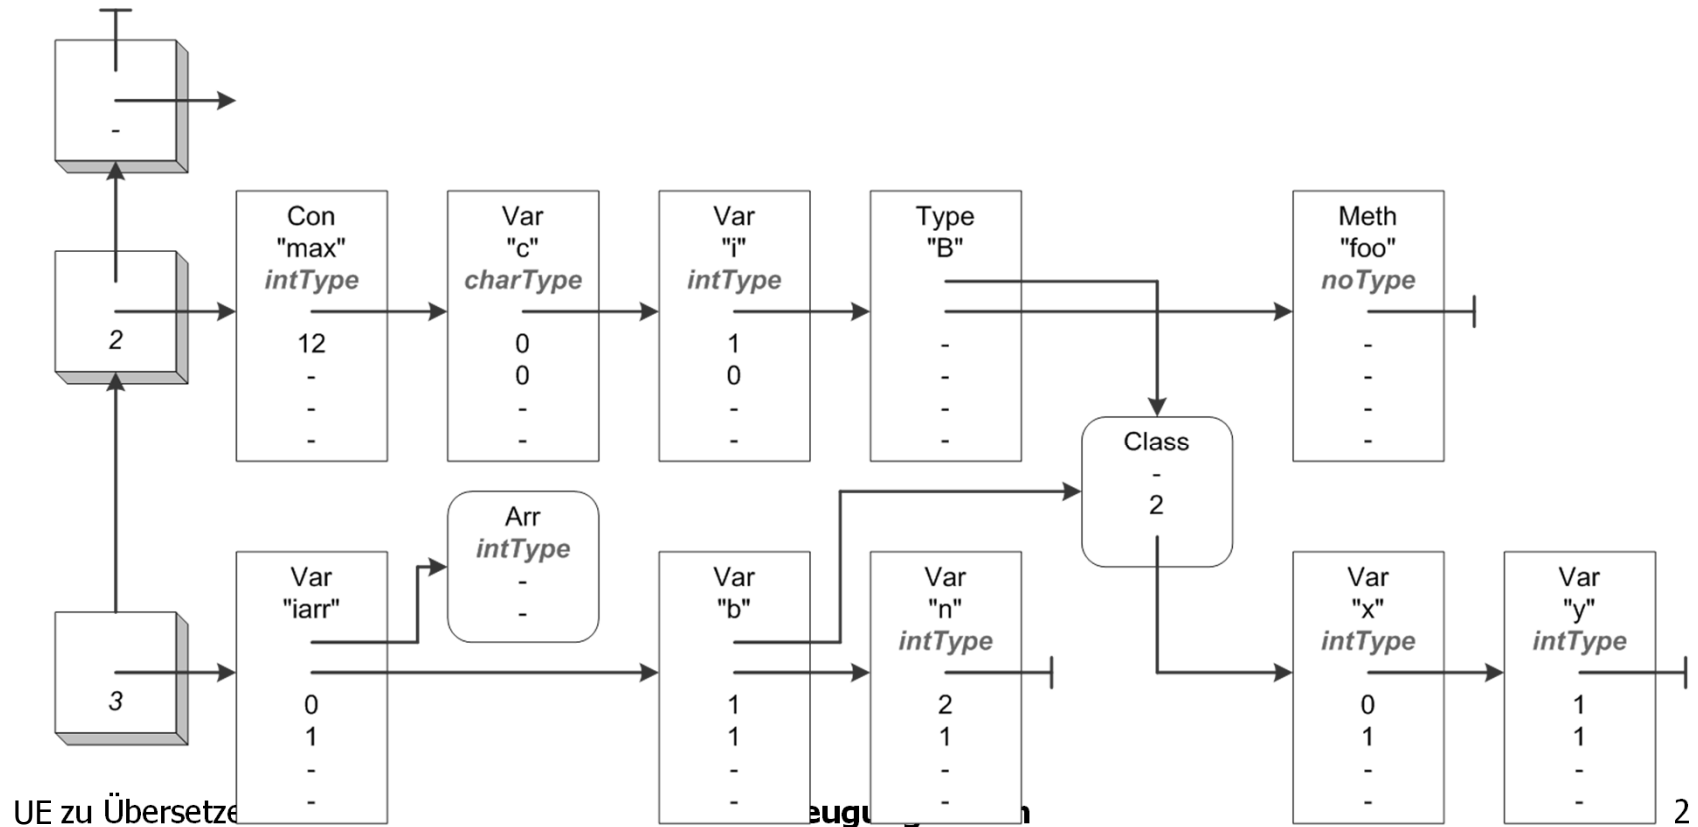 -
2
Con
"max"
intType
12
-
-
-
Var
"c"
charType
0
0
-
-
Var
"i"
intType
1
0
-
-
Type
"B"
-
-
-
-
Meth
"foo"
noType
-
-
-
-
Class
-
2
Arr
intType
-
-
3
Var
"iarr"
0
1
-
-
Var
"b"
1
1
-
-
Var
"n"
intType
2
1
-
-
Var
"x"
intType
0
1
-
-
Var
"y"
intType
1
1
-
-
UE zu 2